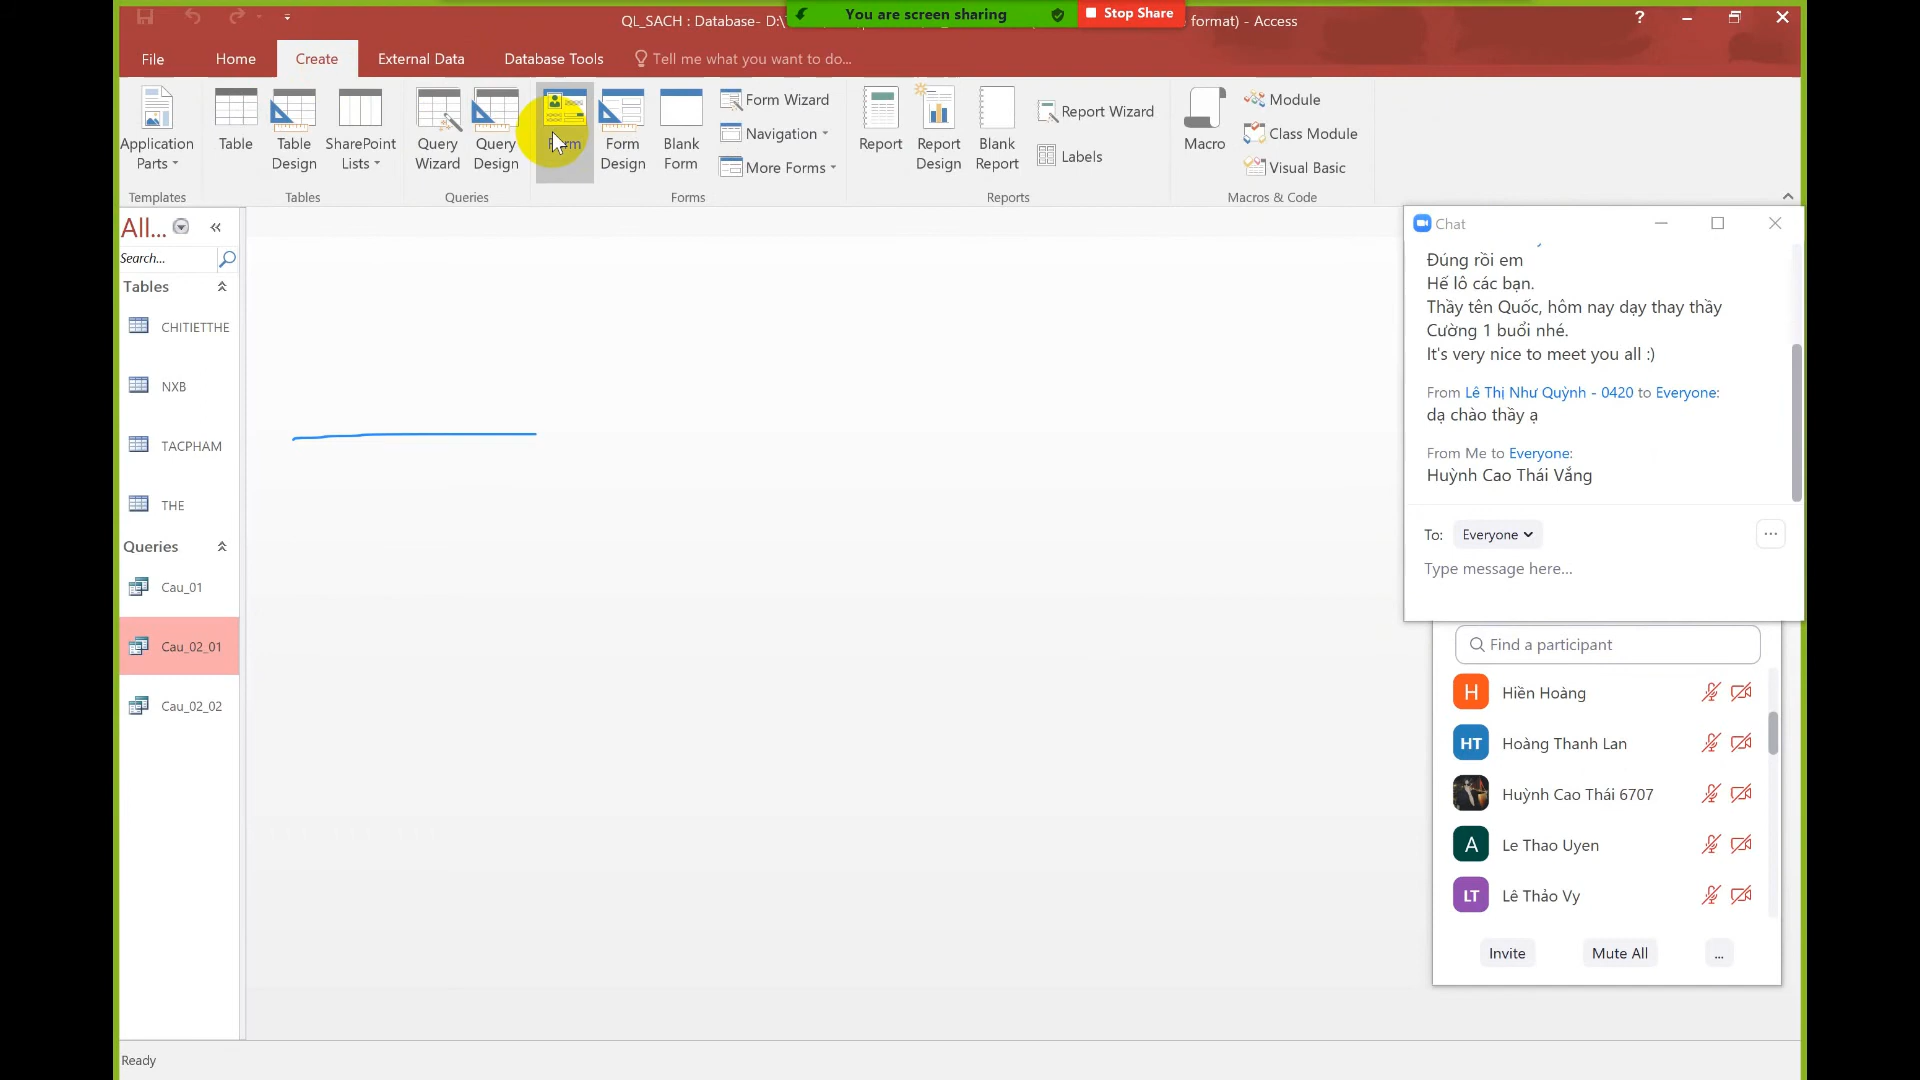 QL_SACH : Database- D:\
You are screen sharing
Stop Share
format) - Access
?
File
Home
Create
External Data
Database Tools
Tell me what you want to do...
Application
Parts
Table
Table
Design
SharePoint
Lists
Query
Wizard
Query
Design
Form
Form
Design
Blank
Form
Form Wizard
Navigation
More Forms
Report
Report
Design
Blank
Report
Report Wizard
Labels
Macro
Module
Class Module
Visual Basic
Templates
Tables
Queries
Forms
Reports
Macros & Code
All...
Search...
Tables
CHITIETTHE
NXB
TACPHAM
THE
Queries
Cau_01
Cau_02_01
Cau_02_02
Ready
Chat
Đúng rồi em
Hế lô các bạn.
Thầy tên Quốc, hôm nay dạy thay thầy
Cường 1 buổi nhé.
It's very nice to meet you all :)
From Lê Thị Như Quỳnh - 0420 to Everyone:
dạ chào thầy ạ
From Me to Everyone:
Huỳnh Cao Thái Vắng
To: Everyone
...
Type message here...
Find a participant
H Hiền Hoàng
HT Hoàng Thanh Lan
Huỳnh Cao Thái 6707
A Le Thao Uyen
LT Lê Thảo Vy
Invite
Mute All
...